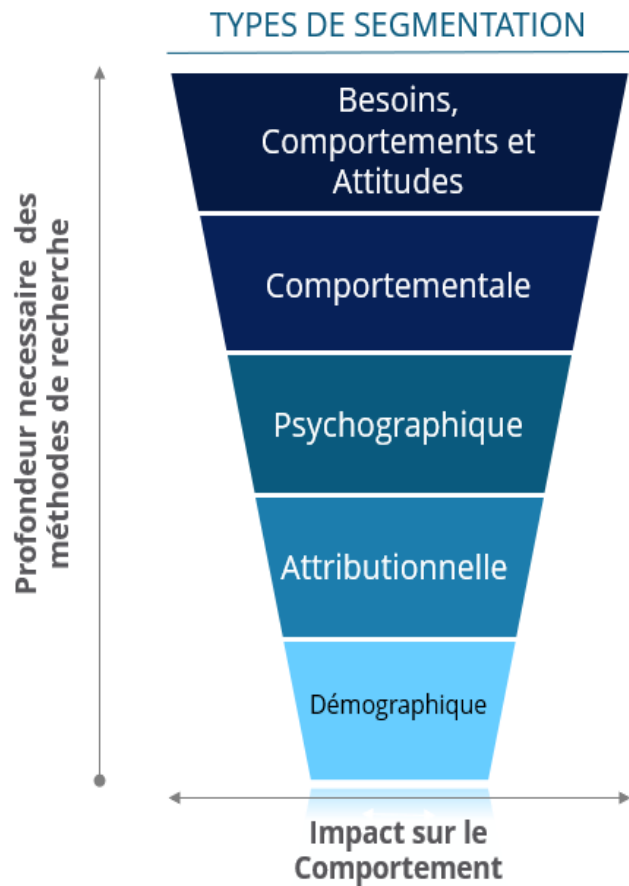 TYPES DE SEGMENTATION
Besoins,
Comportements et
Attitudes
Comportementale
Psychographique
Attributionnelle
Démographique
Profondeur necessaire des
méthodes de recherche
Impact sur le
Comportement